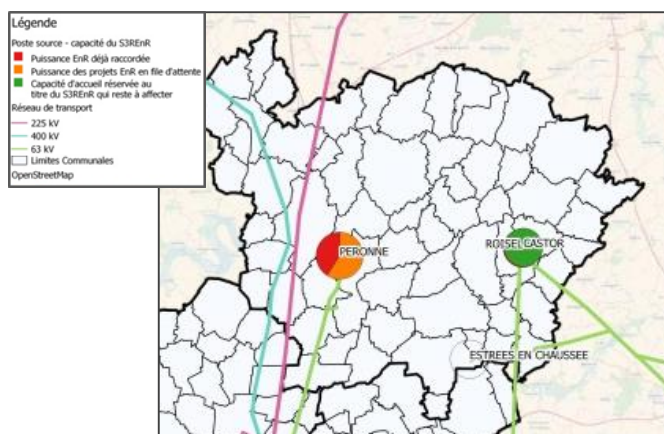 Légende
Poste source - capacité du S3REnR
Puissance EnR déjà raccordée
Puissance des projets EnR en file d'attente
Capacité d'accueil réservée au
titre du S3REnR qui reste à affecter
Réseau de transport
225 kV
400 kV
63 kV
Limites Communales
OpenStreetMap
PERONNE
ROISEL CASTOR
ESTREES EN CHAUSSEE